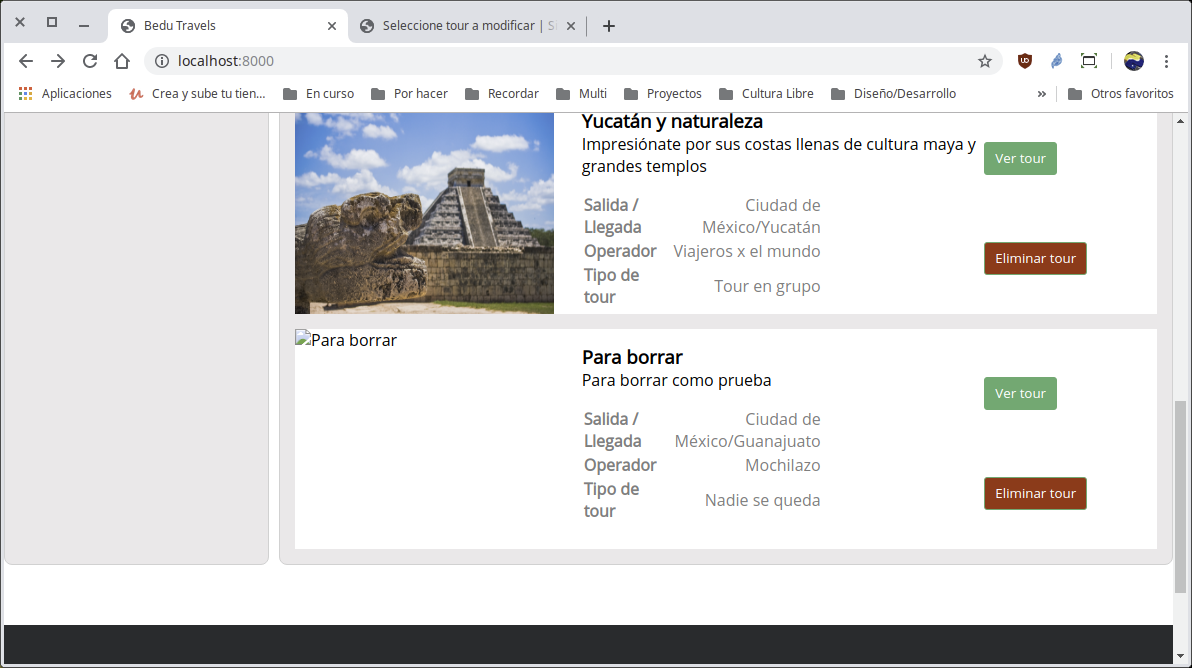 Bedu Travels
Seleccione tour a modificar | S
localhost:8000
Aplicaciones
Crea y sube tu tien...
En curso
Por hacer
Recordar
Multi
Proyectos
Cultura Libre
Diseño/Desarrollo
»
Otros favoritos
Yucatán y naturaleza
Impresiónate por sus costas llenas de cultura maya y
grandes templos
Ver tour
Salida /
Llegada
Ciudad de
México/Yucatán
Operador
Viajeros x el mundo
Tipo de
tour
Tour en grupo
Eliminar tour
Para borrar
Para borrar
Para borrar como prueba
Ver tour
Salida /
Llegada
Ciudad de
México/Guanajuato
Operador
Mochilazo
Tipo de
tour
Nadie se queda
Eliminar tour